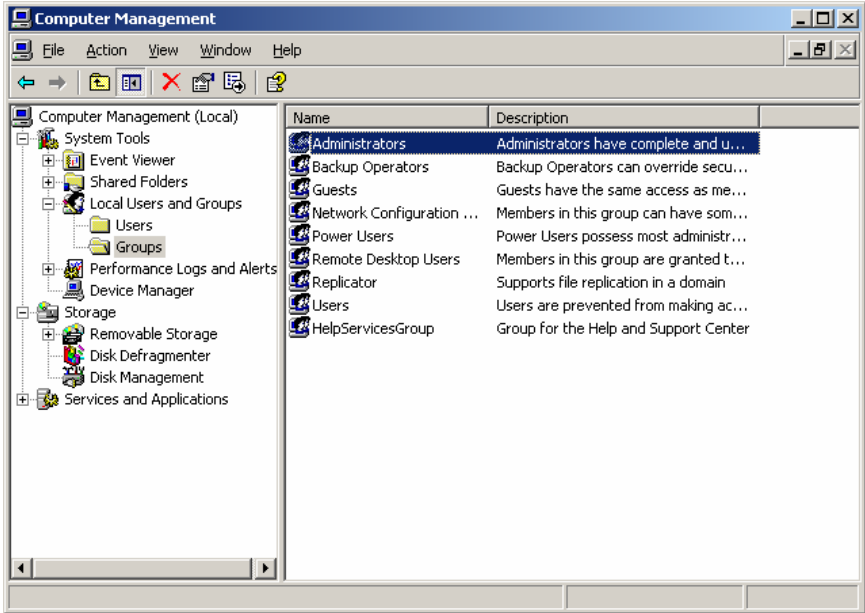 Computer Management
File Action View Window Help
Computer Management (Local)
System Tools
Event Viewer
Shared Folders
Local Users and Groups
Users
Groups
Performance Logs and Alerts
Device Manager
Storage
Removable Storage
Disk Defragmenter
Disk Management
Services and Applications
Name Description
Administrators Administrators have complete and u...
Backup Operators Backup Operators can override secu...
Guests Guests have the same access as me...
Network Configuration ... Members in this group can have som...
Power Users Power Users possess most administr...
Remote Desktop Users Members in this group are granted t...
Replicator Supports file replication in a domain
Users Users are prevented from making ac...
HelpServicesGroup Group for the Help and Support Center